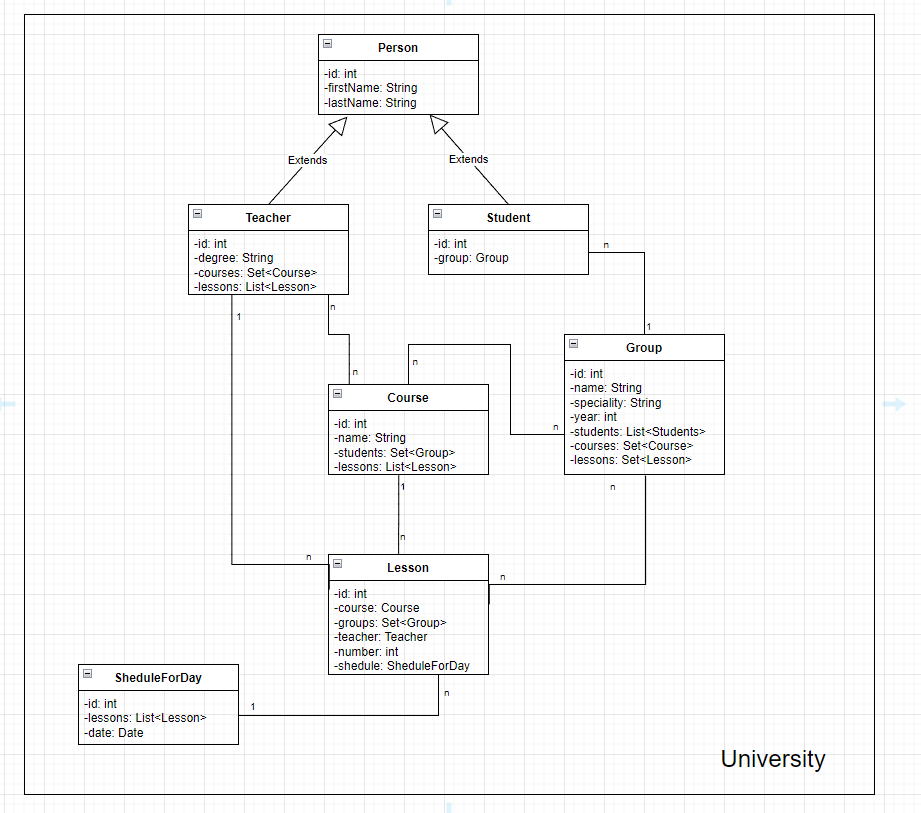 Person
-id: int
-firstName: String
-lastName: String
Extends
Extends
Teacher
-id: int
-degree: String
-courses: Set<Course>
-lessons: List<Lesson>
Student
-id: int
-group: Group
n
1
n
1
n
n
n
Group
-id: int
-name: String
-speciality: String
-year: int
-students: List<Students>
-courses: Set<Course>
-lessons: Set<Lesson>
Course
-id: int
-name: String
-students: Set<Group>
-lessons: List<Lesson>
n
1
n
n
n
n
Lesson
-id: int
-course: Course
-groups: Set<Group>
-teacher: Teacher
-number: int
-shedule: SheduleForDay
n
1
SheduleForDay
-id: int
-lessons: List<Lesson>
-date: Date
University